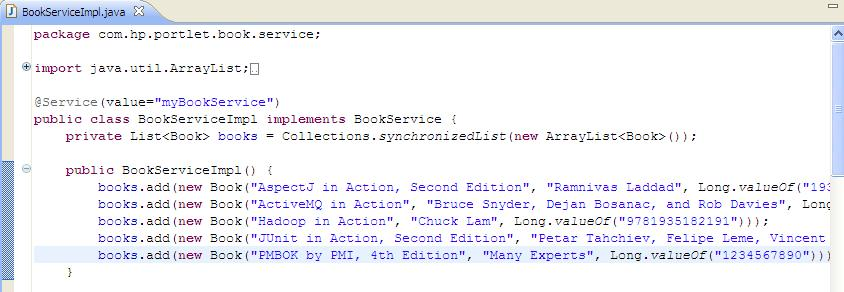 BookServiceImpl.java
package com.hp.portlet.book.service;
import java.util.ArrayList;
@Service(value="myBookService")
public class BookServiceImpl implements BookService {
private List<Book> books = Collections.synchronizedList(new ArrayList<Book>());
public BookServiceImpl() {
books.add(new Book("AspectJ in Action, Second Edition", "Ramnivas Laddad", Long.valueOf("193
books.add(new Book("ActiveMQ in Action", "Bruce Snyder, Dejan Bosanac, and Rob Davies", Long
books.add(new Book("Hadoop in Action", "Chuck Lam", Long.valueOf("9781935182191")));
books.add(new Book("JUnit in Action, Second Edition", "Petar Tahchiev, Felipe Leme, Vincent
books.add(new Book("PMBOK by PMI, 4th Edition", "Many Experts", Long.valueOf("1234567890")))
}